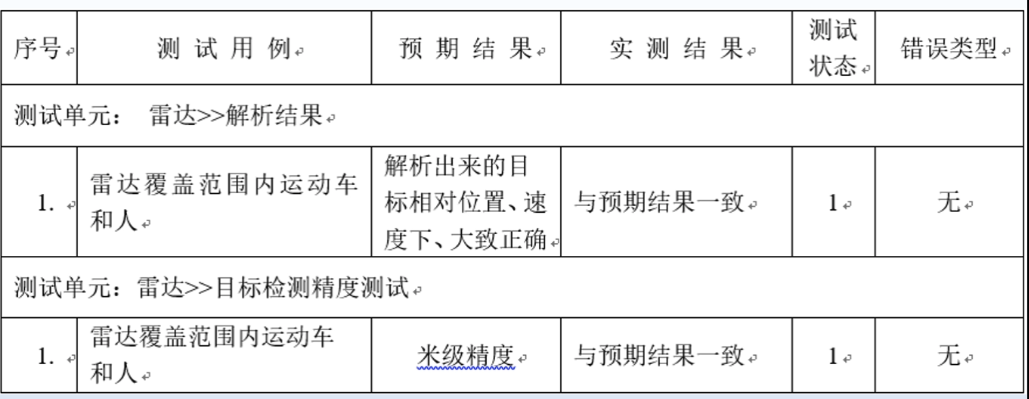 序号 测试用例 预期结果 实测结果 测试状态 错误类型
测试单元： 雷达>>解析结果
1. 雷达覆盖范围内运动车和人 解析出来的目标相对位置、速度下、大致正确 与预期结果一致 1 无
测试单元：雷达>>目标检测精度测试
1. 雷达覆盖范围内运动车和人 米级精度 与预期结果一致 1 无